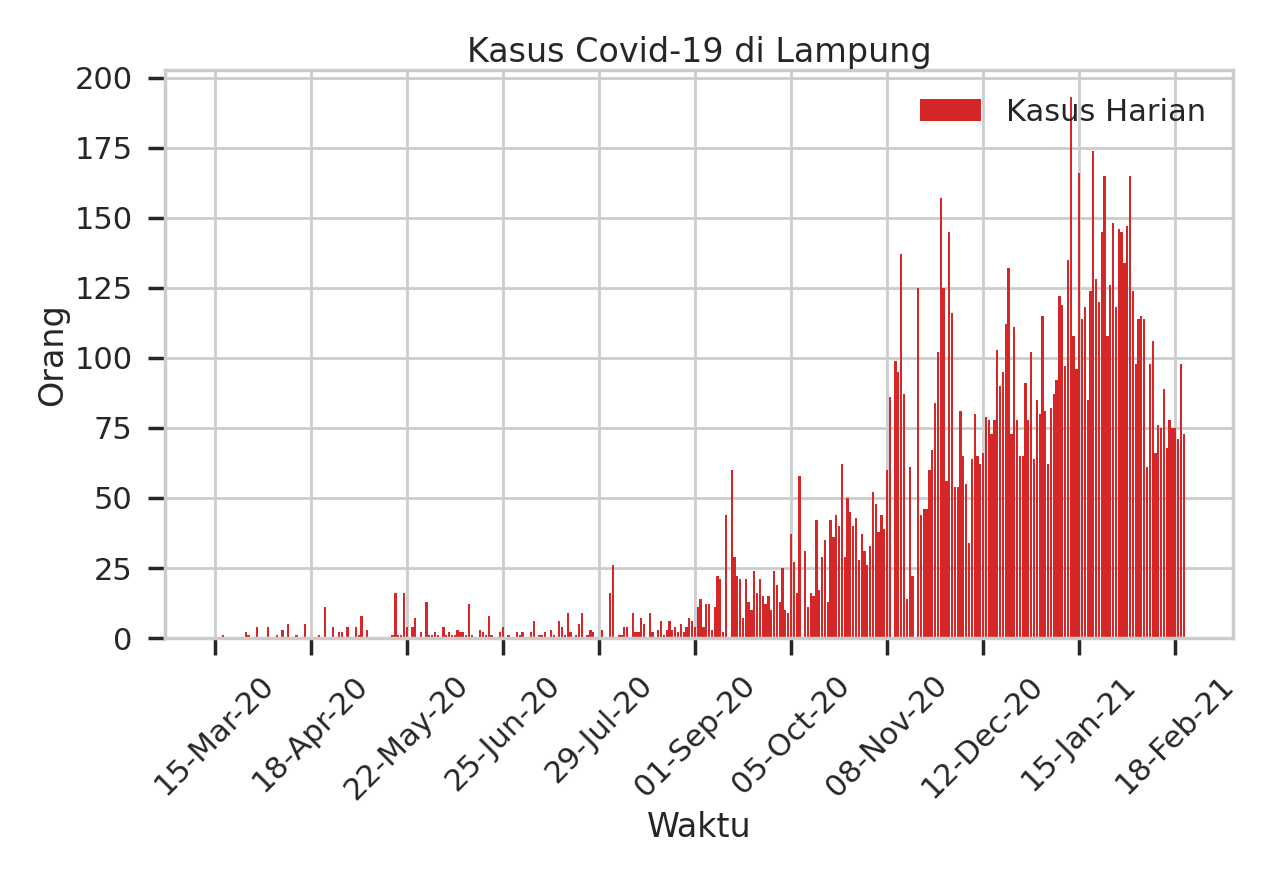 Kasus Covid-19 di Lampung
Kasus Harian
Orang
200
175
150
125
100
75
50
25
0
15-Mar-20
18-Apr-20
22-May-20
25-Jun-20
29-Jul-20
01-Sep-20
05-Oct-20
08-Nov-20
12-Dec-20
15-Jan-21
18-Feb-21
Waktu